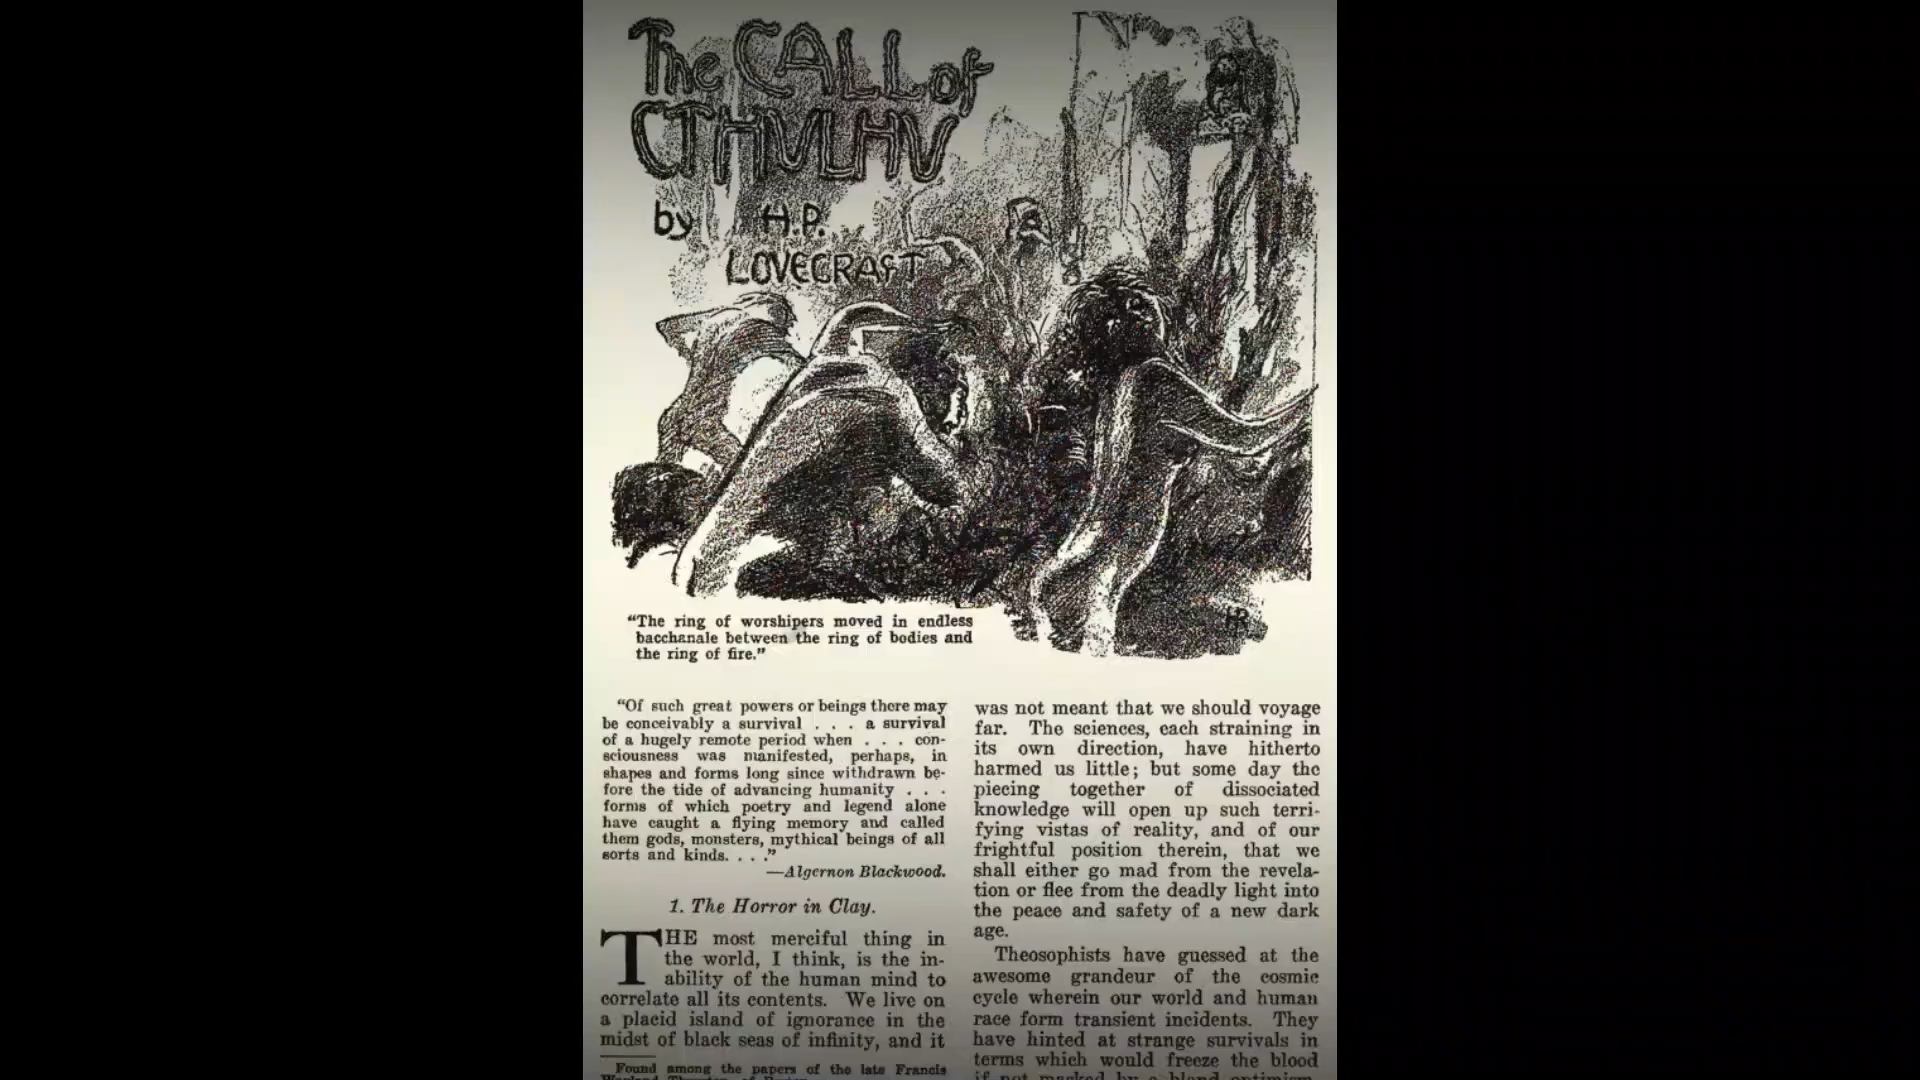 The CALL of
CTHVLHV
by H.P.
LOVECRAFT
"The ring of worshipers moved in endless
bacchanale between the ring of bodies and
the ring of fire."
HR
"Of such great powers or beings there may
be conceivably a survival . . . a survival
of a hugely remote period when . . . con-
sciousness was manifested, perhaps, in
shapes and forms long since withdrawn be-
fore the tide of advancing humanity . . .
forms of which poetry and legend alone
have caught a flying memory and called
them gods, monsters, mythical beings of all
sorts and kinds. . . ."
—Algernon Blackwood.
1. The Horror in Clay.
THE most merciful thing in
the world, I think, is the in-
ability of the human mind to
correlate all its contents. We live on
a placid island of ignorance in the
midst of black seas of infinity, and it
Found among the papers of the late Francis
was not meant that we should voyage
far. The sciences, each straining in
its own direction, have hitherto
harmed us little; but some day the
piecing together of dissociated
knowledge will open up such terri-
fying vistas of reality, and of our
frightful position therein, that we
shall either go mad from the revela-
tion or flee from the deadly light into
the peace and safety of a new dark
age.
Theosophists have guessed at the
awesome grandeur of the cosmic
cycle wherein our world and human
race form transient incidents. They
have hinted at strange survivals in
terms which would freeze the blood
if not masked by a bland optimism.